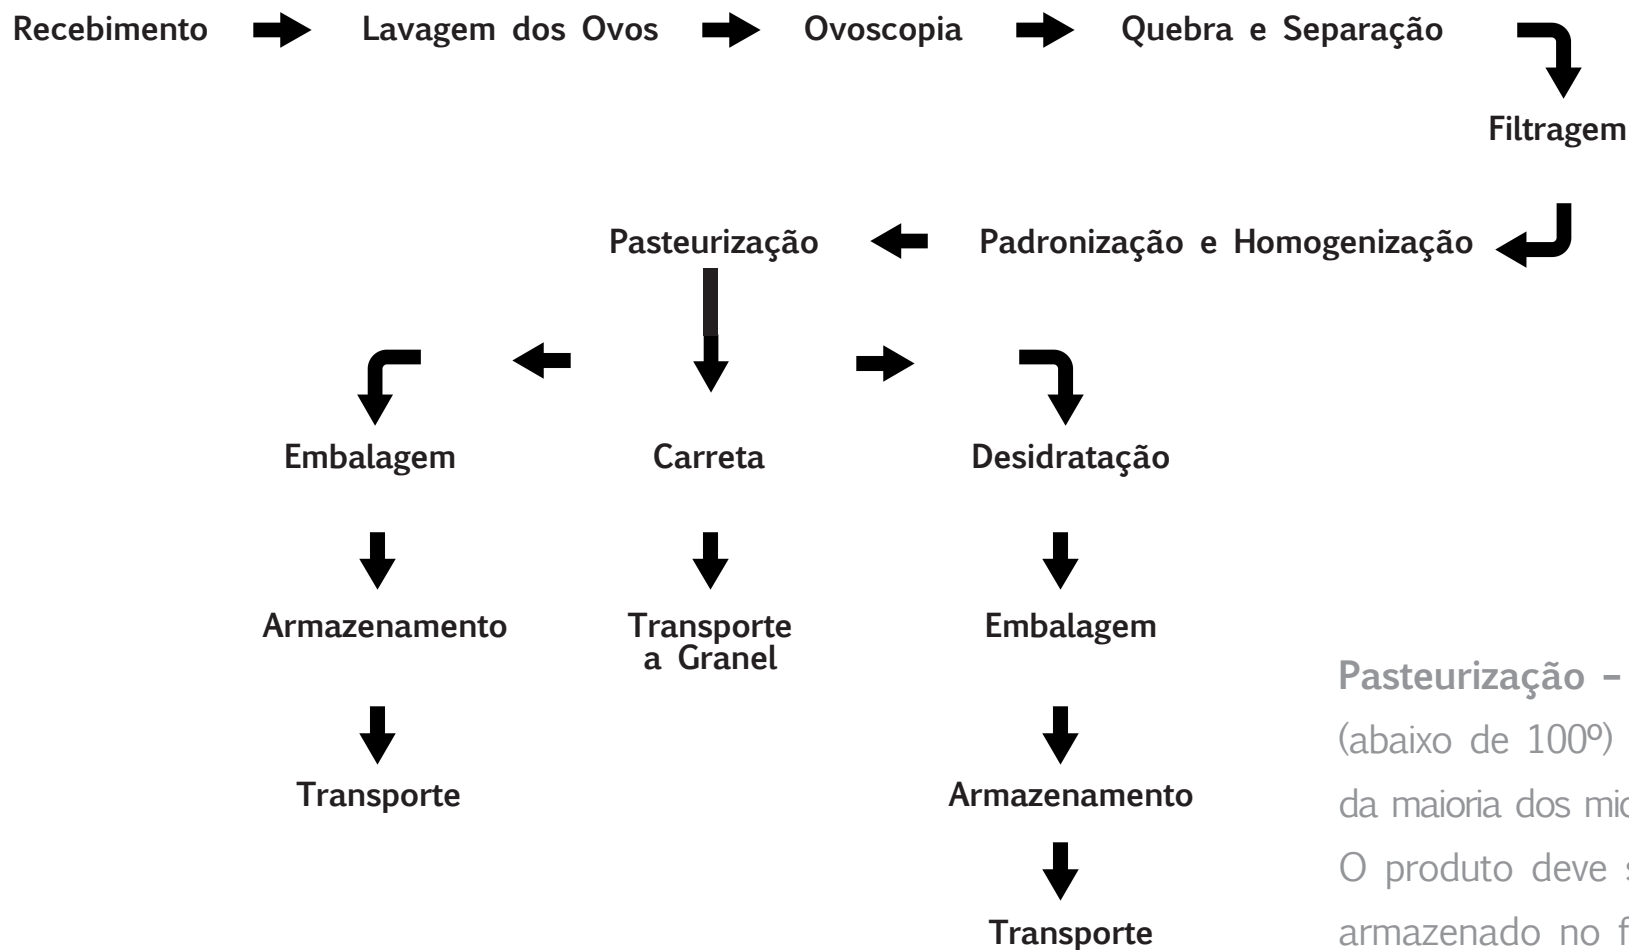 Recebimento
Lavagem dos Ovos
Ovoscopia
Quebra e Separação
Filtragem
Padronização e Homogenização
Pasteurização
Embalagem
Carreta
Desidratação
Armazenamento
Transporte
a Granel
Embalagem
Transporte
Armazenamento
Transporte
Pasteurização –
(abaixo de 100º)
da maioria dos
O produto deve
armazenado no